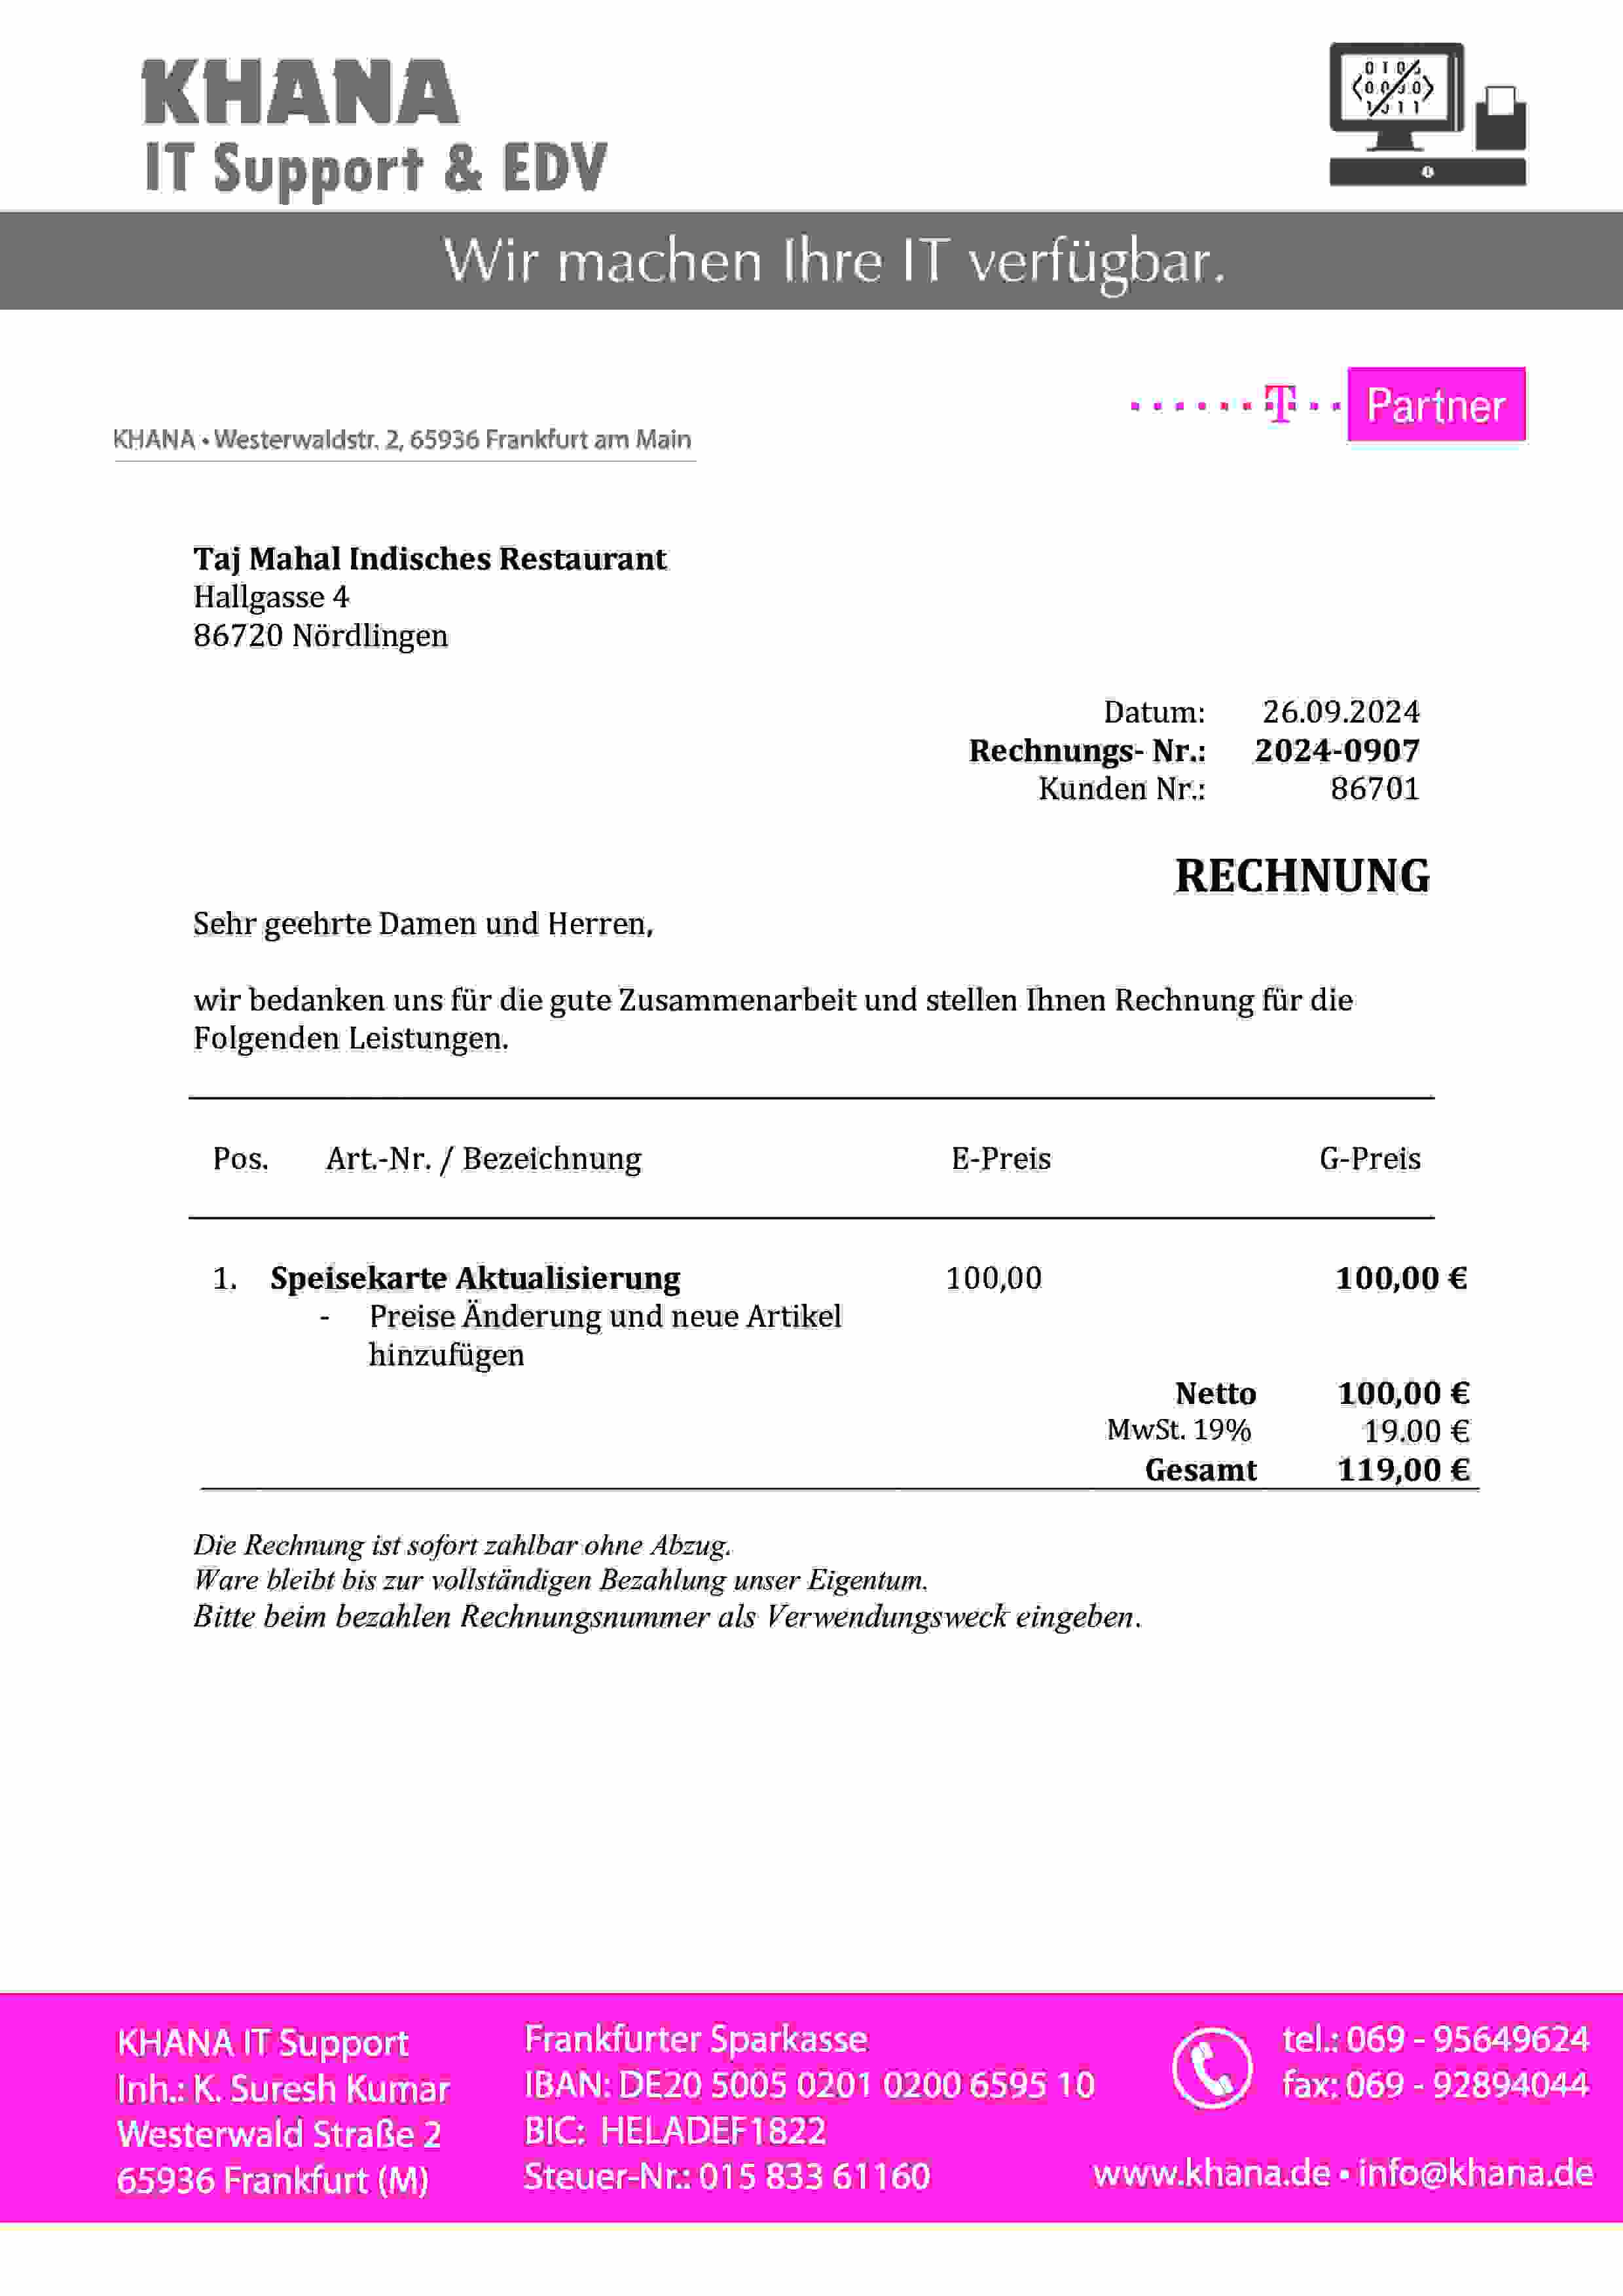 KHANA
IT Support & EDV
Wir machen Ihre IT verfügbar.
T Partner
KHANA • Westerwaldstr. 2, 65936 Frankfurt am Main
Taj Mahal Indisches Restaurant
Hallgasse 4
86720 Nördlingen
Datum: 26.09.2024
Rechnungs- Nr.: 2024-0907
Kunden Nr.: 86701
RECHNUNG
Sehr geehrte Damen und Herren,
wir bedanken uns für die gute Zusammenarbeit und stellen Ihnen Rechnung für die
Folgenden Leistungen.
Pos. Art.-Nr. / Bezeichnung E-Preis G-Preis
1. Speisekarte Aktualisierung 100,00 100,00 €
- Preise Änderung und neue Artikel
hinzufügen
Netto 100,00 €
MwSt. 19% 19.00 €
Gesamt 119,00 €
Die Rechnung ist sofort zahlbar ohne Abzug.
Ware bleibt bis zur vollständigen Bezahlung unser Eigentum.
Bitte beim bezahlen Rechnungsnummer als Verwendungsweck eingeben.
KHANA IT Support
Inh.: K. Suresh Kumar
Westerwald Straße 2
65936 Frankfurt (M)
Frankfurter Sparkasse
IBAN: DE20 5005 0201 0200 6595 10
BIC: HELADEF1822
Steuer-Nr.: 015 833 61160
tel.: 069 - 95649624
fax: 069 - 92894044
www.khana.de • info@khana.de